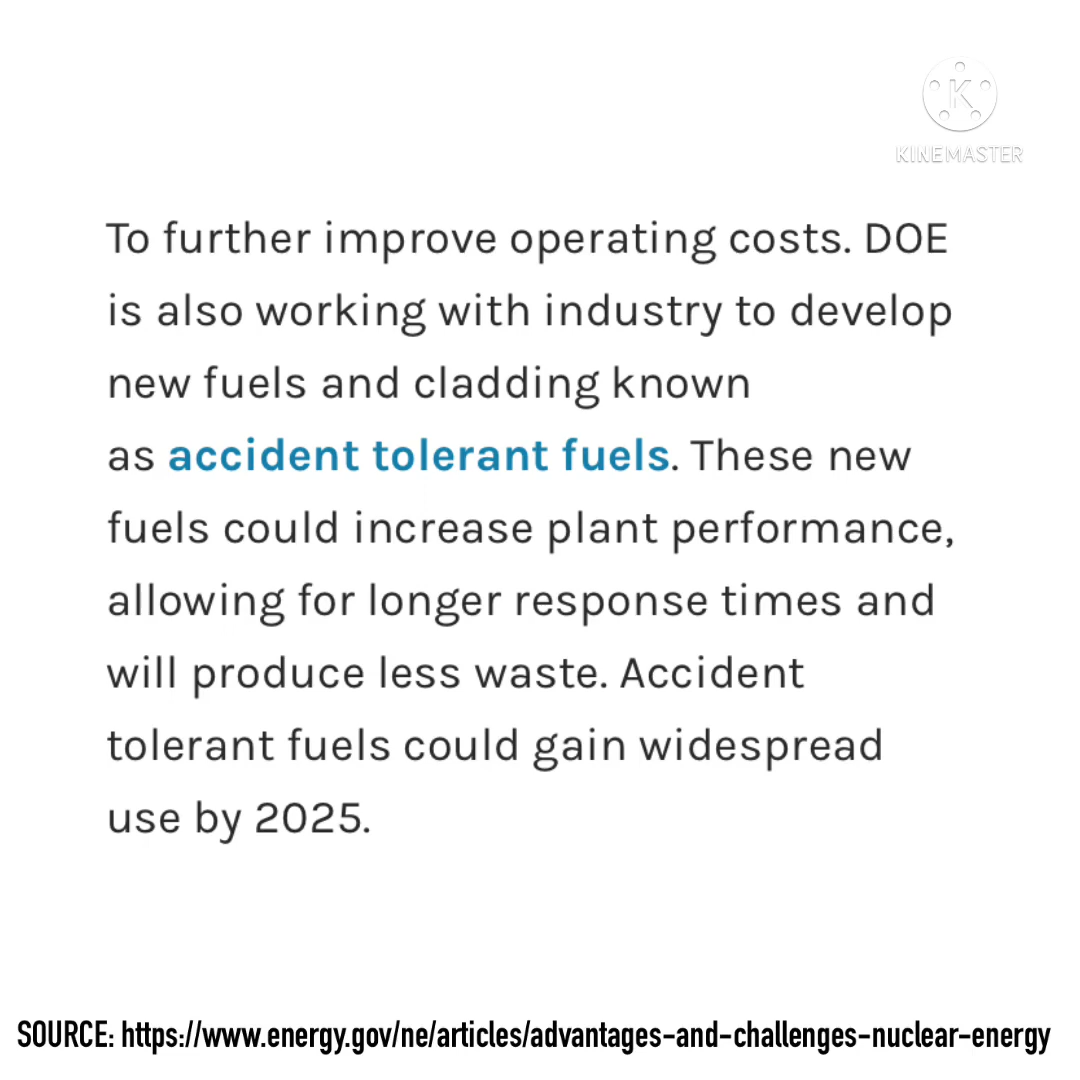 K
KINEMASTER
To further improve operating costs. DOE
is also working with industry to develop
new fuels and cladding known
as accident tolerant fuels. These new
fuels could increase plant performance,
allowing for longer response times and
will produce less waste. Accident
tolerant fuels could gain widespread
use by 2025.
SOURCE: https://www.energy.gov/ne/articles/advantages-and-challenges-nuclear-energy